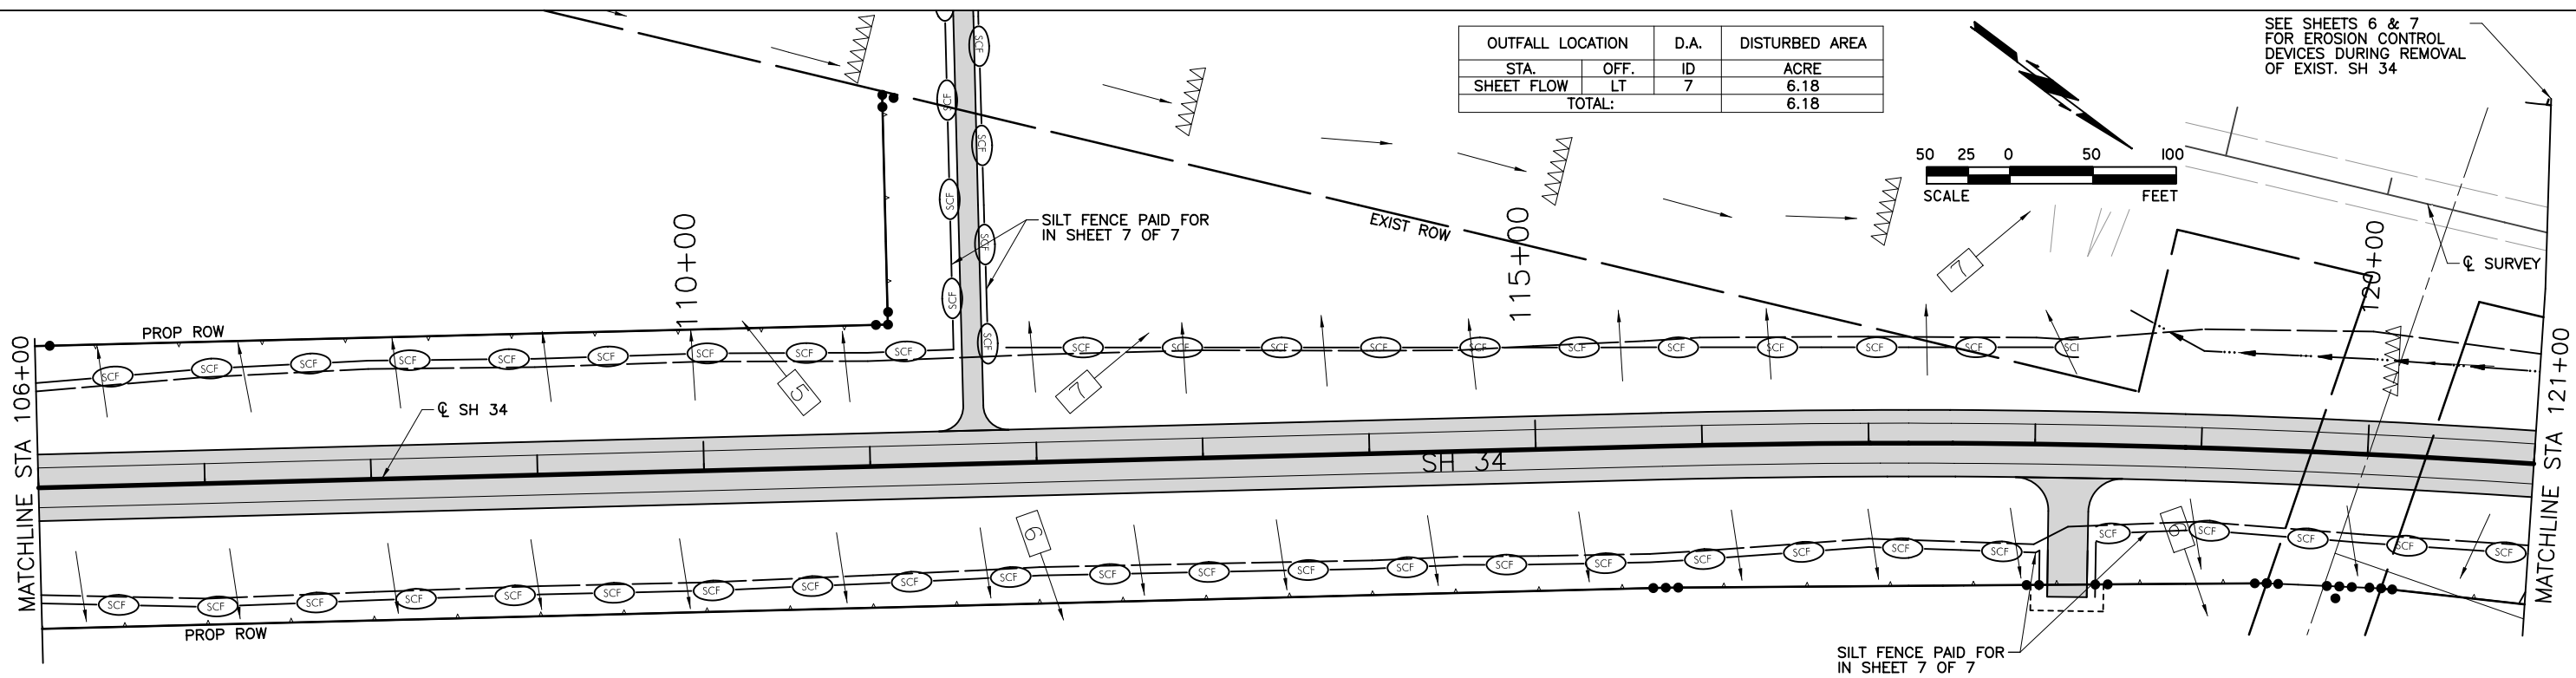 OUTFALL LOCATION D.A. DISTURBED AREA
STA. OFF. ID ACRE
SHEET FLOW LT 7 6.18
TOTAL: 6.18
SEE SHEETS 6 & 7
FOR EROSION CONTROL
DEVICES DURING REMOVAL
OF EXIST. SH 34
50 25 0 50 100
SCALE FEET
SCF
SCF
SCF
SCF
SCF
SCF
SCF
SCF
SILT FENCE PAID FOR
IN SHEET 7 OF 7
EXIST ROW
110+00
115+00
120+00
7
℄ SURVEY
PROP ROW
MATCHLINE STA 106+00
MATCHLINE STA 121+00
SCF SCF SCF SCF SCF SCF SCF SCF SCF SCF SCF SCF SCF SCF SCF SCF SCF SCF SCF
5
7
℄ SH 34
SH 34
6
6
SCF SCF SCF SCF SCF SCF SCF SCF SCF SCF SCF SCF SCF SCF SCF SCF SCF SCF SCF SCF SCF SCF SCF SCF SCF
PROP ROW
SILT FENCE PAID FOR
IN SHEET 7 OF 7